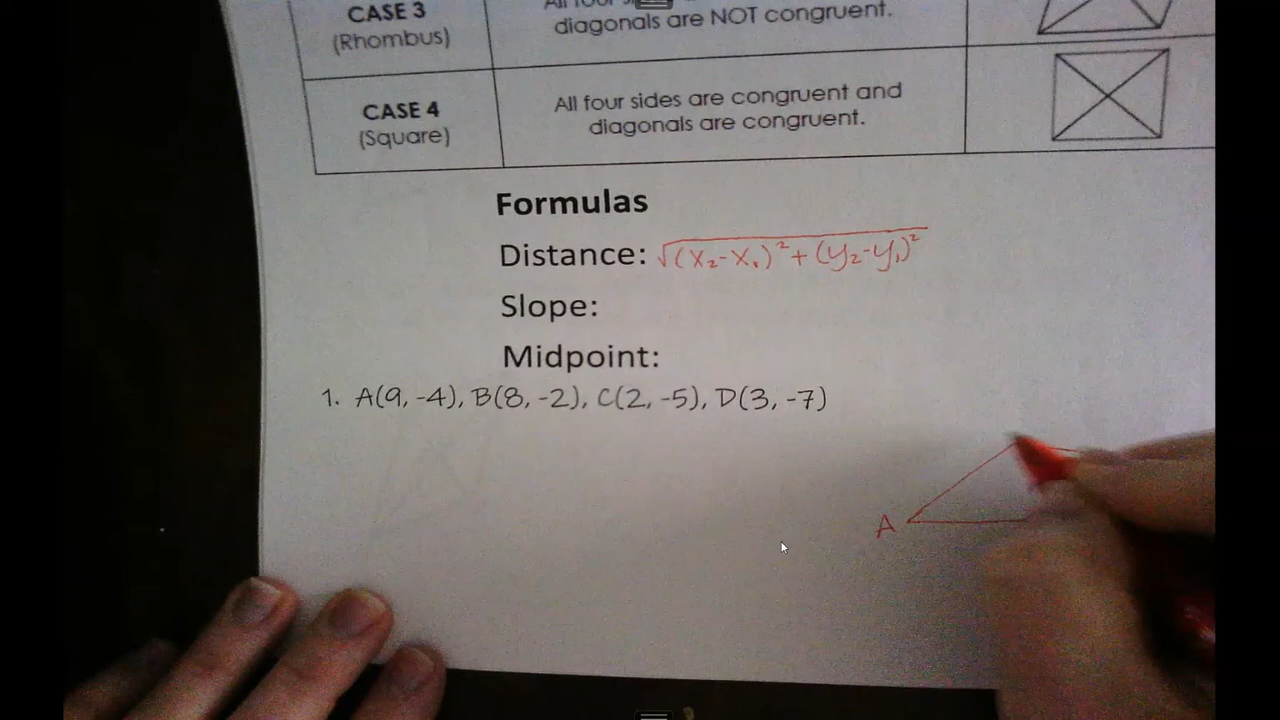 CASE 3
(Rhombus)
All four
diagonals are NOT congruent.
CASE 4
(Square)
All four sides are congruent and
diagonals are congruent.
Formulas
Distance: √(x₂-x₁)²+(y₂-y₁)²
Slope:
Midpoint:
1. A(9, -4), B(8, -2), C(2, -5), D(3, -7)
A